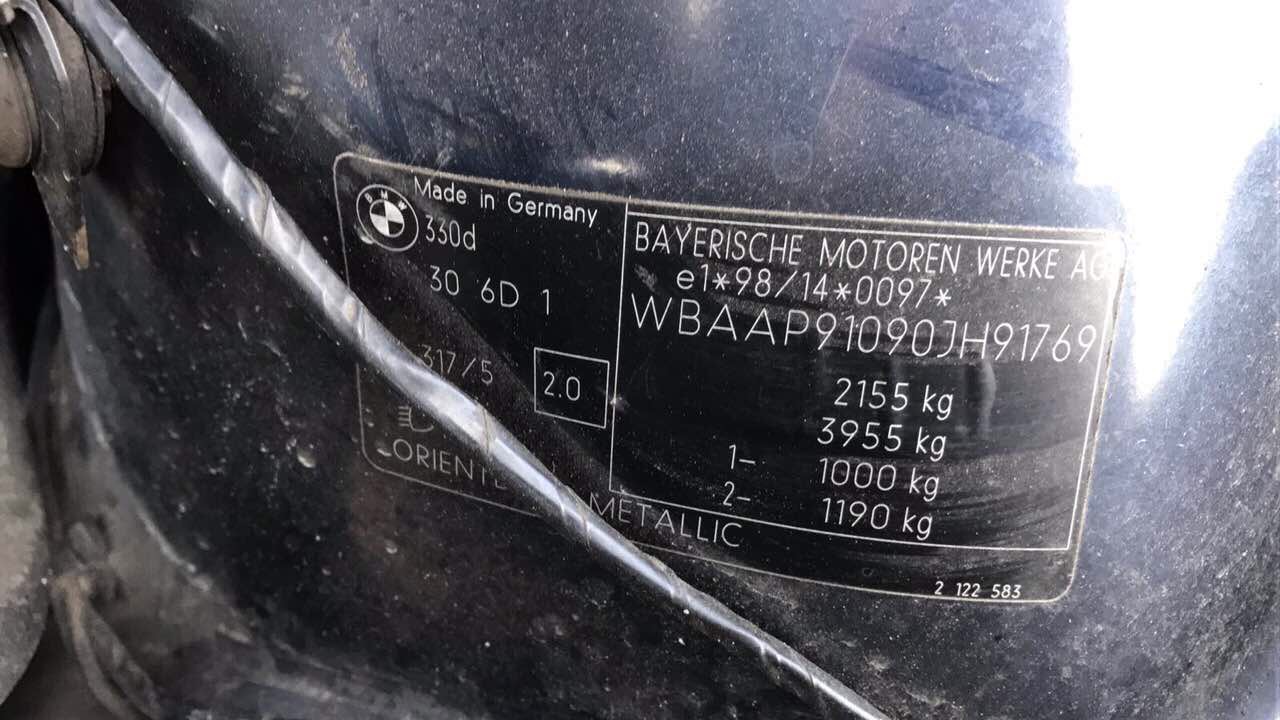 BMW
Made in Germany
330d
30 6D 1
317/5
2.0
METALLIC
BAYERISCHE MOTOREN WERKE AG
e1*98/14*0097*
WBAAP91090JH91769
2155 kg
3955 kg
1- 1000 kg
2- 1190 kg
2 122 583